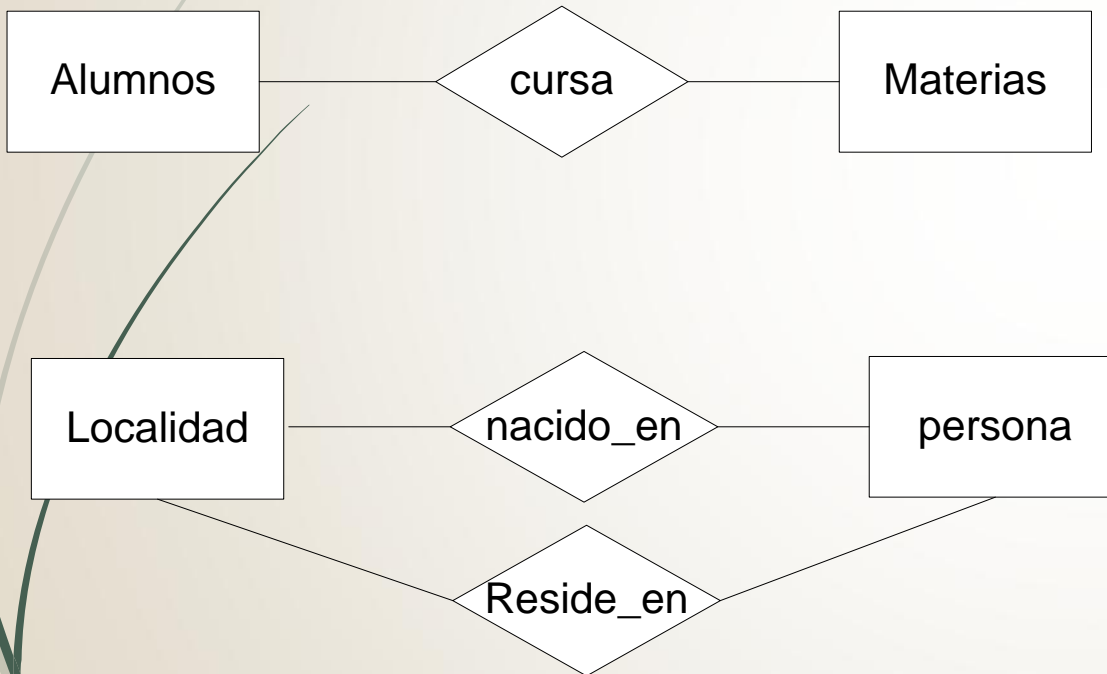 Alumnos cursa Materias
Localidad nacido_en persona
Reside_en